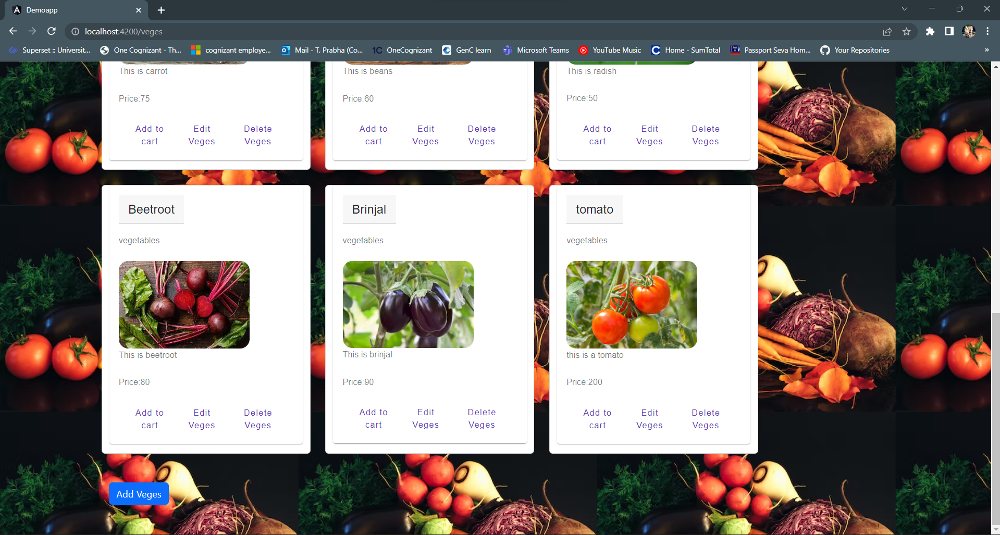 Demoapp
localhost:4200/veges
Superset :: Universit... One Cognizant - Th... cognizant employe... Mail - T, Prabha (Co... 1C OneCognizant GenC learn Microsoft Teams YouTube Music Home - SumTotal Passport Seva Hom... Your Repositories »
This is carrot
Price:75
Add to cart
Edit Veges
Delete Veges
This is beans
Price:60
Add to cart
Edit Veges
Delete Veges
This is radish
Price:50
Add to cart
Edit Veges
Delete Veges
Beetroot
vegetables
This is beetroot
Price:80
Add to cart
Edit Veges
Delete Veges
Brinjal
vegetables
This is brinjal
Price:90
Add to cart
Edit Veges
Delete Veges
tomato
vegetables
this is a tomato
Price:200
Add to cart
Edit Veges
Delete Veges
Add Veges